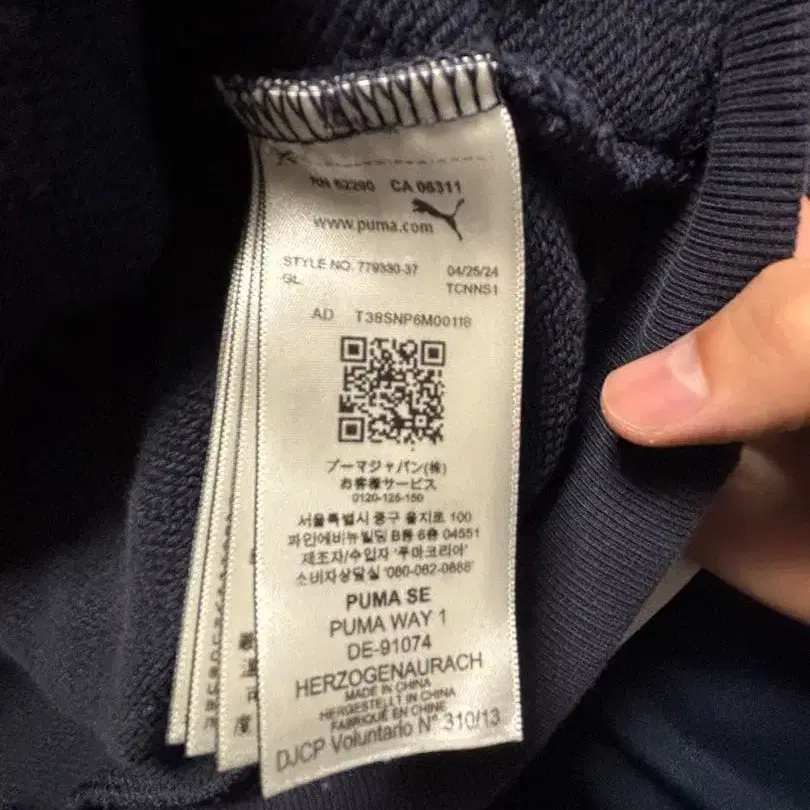 RN 62290 CA 06311
www.puma.com
STYLE NO. 779330-37 04/25/24
GL. TCNNS1
AD T38SNP6M00118
プーマジャパン(株)
お客様サービス
0120-125-150
서울특별시 중구 을지로 100
파인에비뉴빌딩 B동 6층 04551
제조자/수입자 '푸마코리아'
소비자상담실 '080-082-0888'
PUMA SE
PUMA WAY 1
DE-91074
HERZOGENAURACH
MADE IN CHINA
HERGESTELLT IN CHINA
FABRIQUÉ EN CHINE
DJCP Voluntario N° 310/13